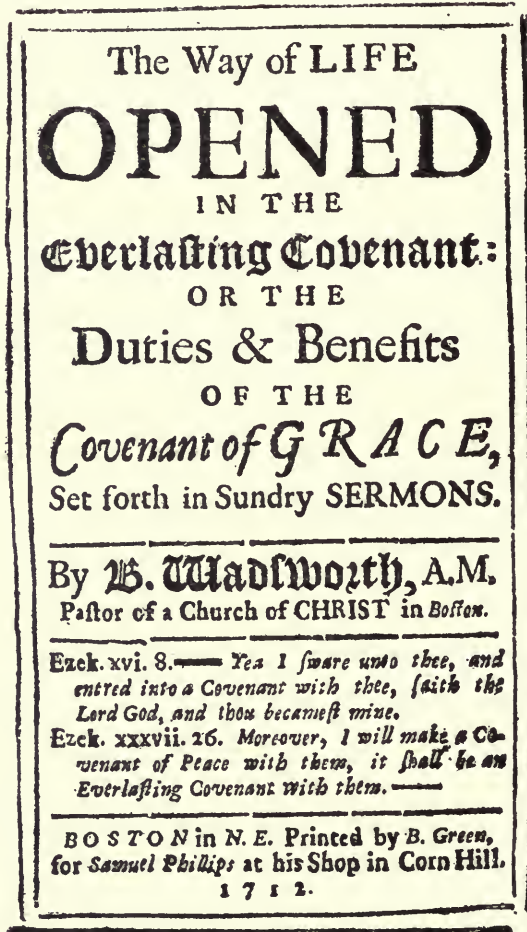 The Way of LIFE
OPENED
IN THE
Everlaſting Covenant:
OR THE
Duties & Benefits
OF THE
Covenant of GRACE,
Set forth in Sundry SERMONS.
By B. Wadſworth, A.M.
Paſtor of a Church of CHRIST in Boſton.
Ezek. xvi. 8.—— Yea I ſware unto thee, and
entred into a Covenant with thee, ſaith the
Lord God, and thou becameſt mine.
Ezek. xxxvii. 26. Moreover, I will make a Co-
venant of Peace with them, it ſhall be an
Everlaſting Covenant with them.——
BOSTON in N. E. Printed by B. Green,
for Samuel Phillips at his Shop in Corn Hill.
1712.